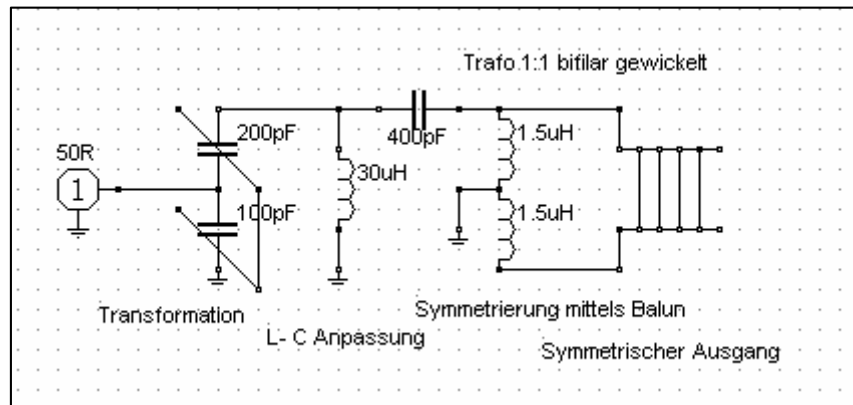 Trafo 1:1 bifilar gewickelt
50R
1
200pF
400pF
1.5uH
30uH
100pF
1.5uH
Transformation
L- C Anpassung
Symmetrierung mittels Balun
Symmetrischer Ausgang